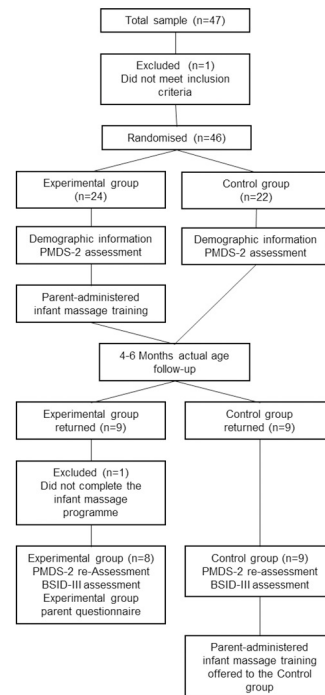 Total sample (n=47)
Excluded (n=1)
Did not meet inclusion
criteria
Randomised (n=46)
Experimental group
(n=24)
Control group
(n=22)
Demographic information
PMDS-2 assessment
Demographic information
PMDS-2 assessment
Parent-administered
infant massage training
4-6 Months actual age
follow-up
Experimental group
returned (n=9)
Control group
returned (n=9)
Excluded (n=1)
Did not complete the
infant massage
programme
Experimental group (n=8)
PMDS-2 re-Assessment
BSID-III assessment
Experimental group
parent questionnaire
Control group (n=9)
PMDS-2 re-assessment
BSID-III assessment
Parent-administered
infant massage training
offered to the Control
group